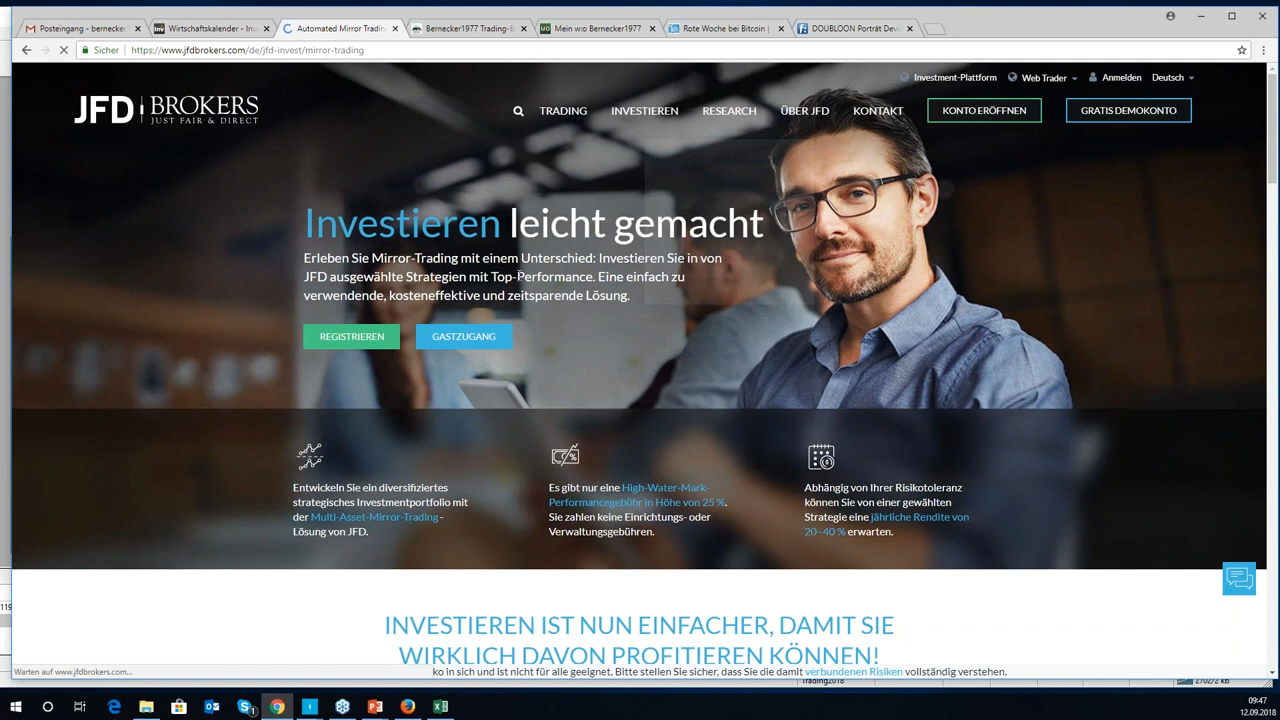 Posteingang - bernecker
Wirtschaftskalender - Inv
Automated Mirror Tradin
Bernecker1977 Trading-I
Mein w:o Bernecker1977
Rote Woche bei Bitcoin |
DOUBLOON Porträt Dev
Sicher
https://www.jfdbrokers.com/de/jfd-invest/mirror-trading
Investment-Plattform
Web Trader
Anmelden
Deutsch
JFD BROKERS
JUST FAIR & DIRECT
TRADING
INVESTIEREN
RESEARCH
ÜBER JFD
KONTAKT
KONTO ERÖFFNEN
GRATIS DEMOKONTO
Investieren leicht gemacht
Erleben Sie Mirror-Trading mit einem Unterschied: Investieren Sie in von
JFD ausgewählte Strategien mit Top-Performance. Eine einfach zu
verwendende, kosteneffektive und zeitsparende Lösung.
REGISTRIEREN
GASTZUGANG
Entwickeln Sie ein diversifiziertes
strategisches Investmentportfolio mit
der Multi-Asset-Mirror-Trading -
Lösung von JFD.
Es gibt nur eine High-Water-Mark-
Performancegebühr in Höhe von 25 %.
Sie zahlen keine Einrichtungs- oder
Verwaltungsgebühren.
Abhängig von Ihrer Risikotoleranz
können Sie von einer gewählten
Strategie eine jährliche Rendite von
20–40 % erwarten.
INVESTIEREN IST NUN EINFACHER, DAMIT SIE
WIRKLICH DAVON PROFITIEREN KÖNNEN!
119
Warten auf www.jfdbrokers.com...
ko in sich und ist nicht für alle geeignet. Bitte stellen Sie sicher, dass Sie die damit verbundenen Risiken vollständig verstehen.
Trading2018
2702/2 kb
09:47
12.09.2018